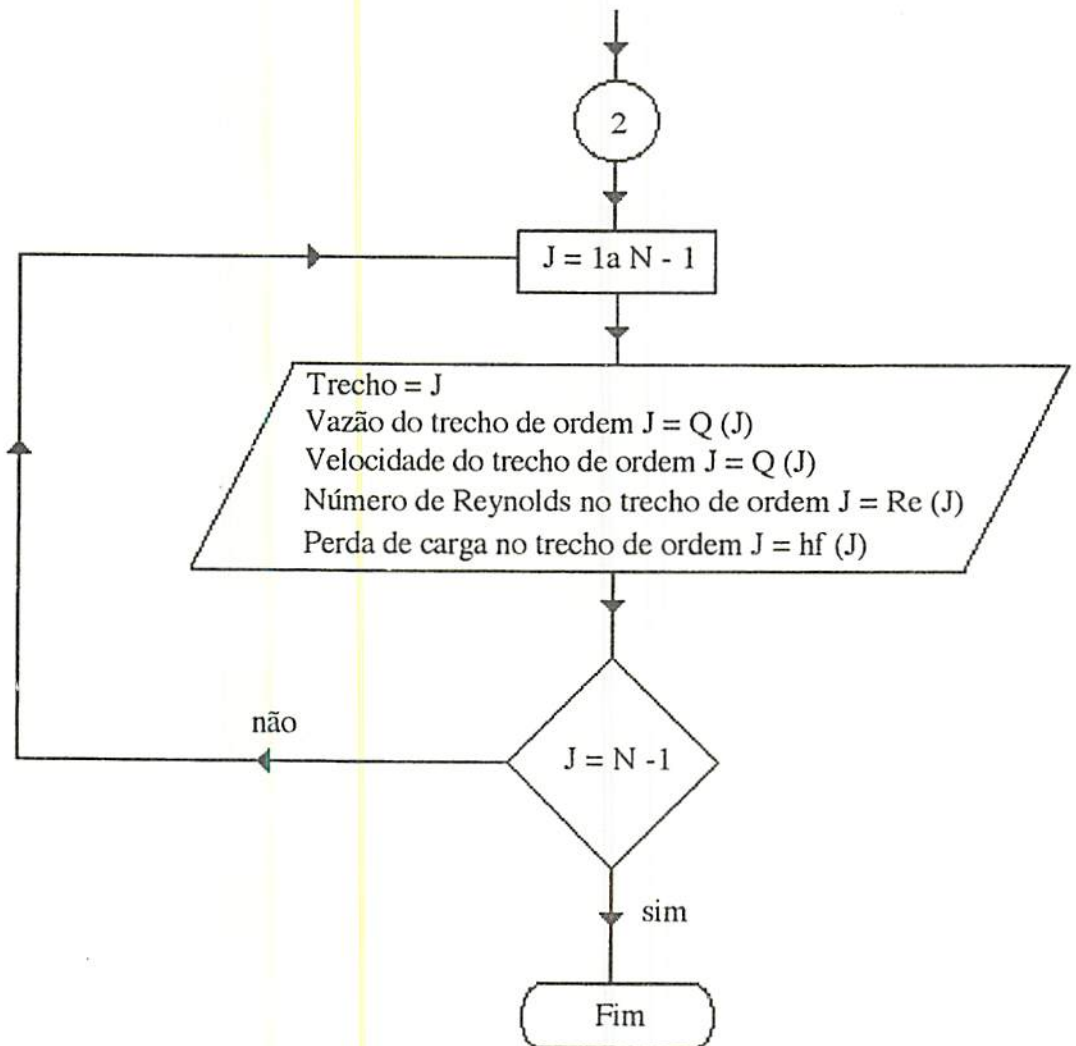 2
J = 1a N - 1
Trecho = J
Vazão do trecho de ordem J = Q (J)
Velocidade do trecho de ordem J = Q (J)
Número de Reynolds no trecho de ordem J = Re (J)
Perda de carga no trecho de ordem J = hf (J)
não
J = N -1
sim
Fim